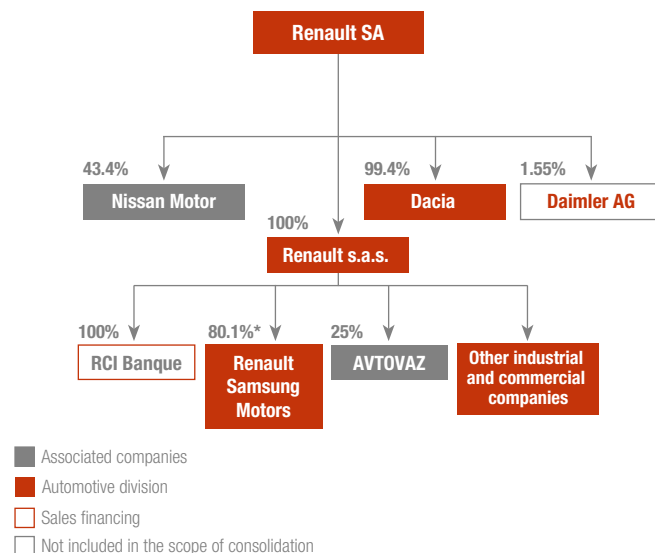 Renault SA
43.4%
99.4%
1.55%
Nissan Motor
Dacia
Daimler AG
100%
Renault s.a.s.
100%
80.1%*
25%
RCI Banque
Renault
Samsung
Motors
AVTOVAZ
Other industrial
and commercial
companies
Associated companies
Automotive division
Sales financing
Not included in the scope of consolidation